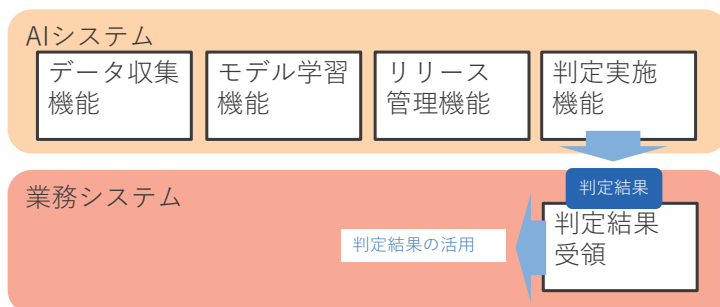 AIシステム
データ収集
機能
モデル学習
機能
リリース
管理機能
判定実施
機能
判定結果
業務システム
判定結果
受領
判定結果の活用